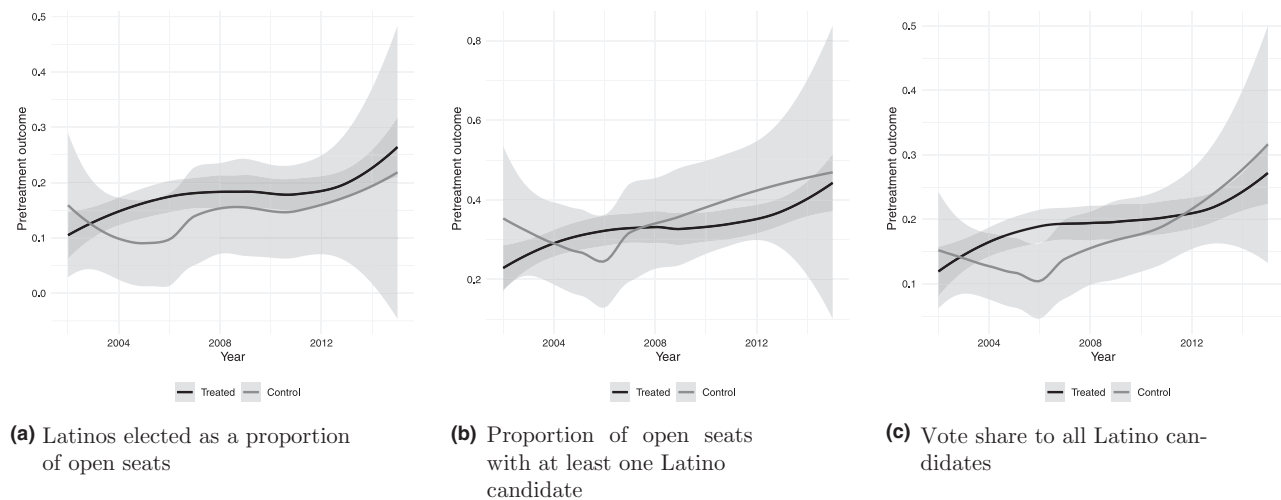 0.5
0.4
0.3
0.2
0.1
0.0
Pretreatment outcome
2004 2008 2012
Year
Treated Control
(a) Latinos elected as a proportion
of open seats
0.8
0.6
0.4
0.2
Pretreatment outcome
2004 2008 2012
Year
Treated Control
(b) Proportion of open seats
with at least one Latino
candidate
0.5
0.4
0.3
0.2
0.1
Pretreatment outcome
2004 2008 2012
Year
Treated Control
(c) Vote share to all Latino can-
didates